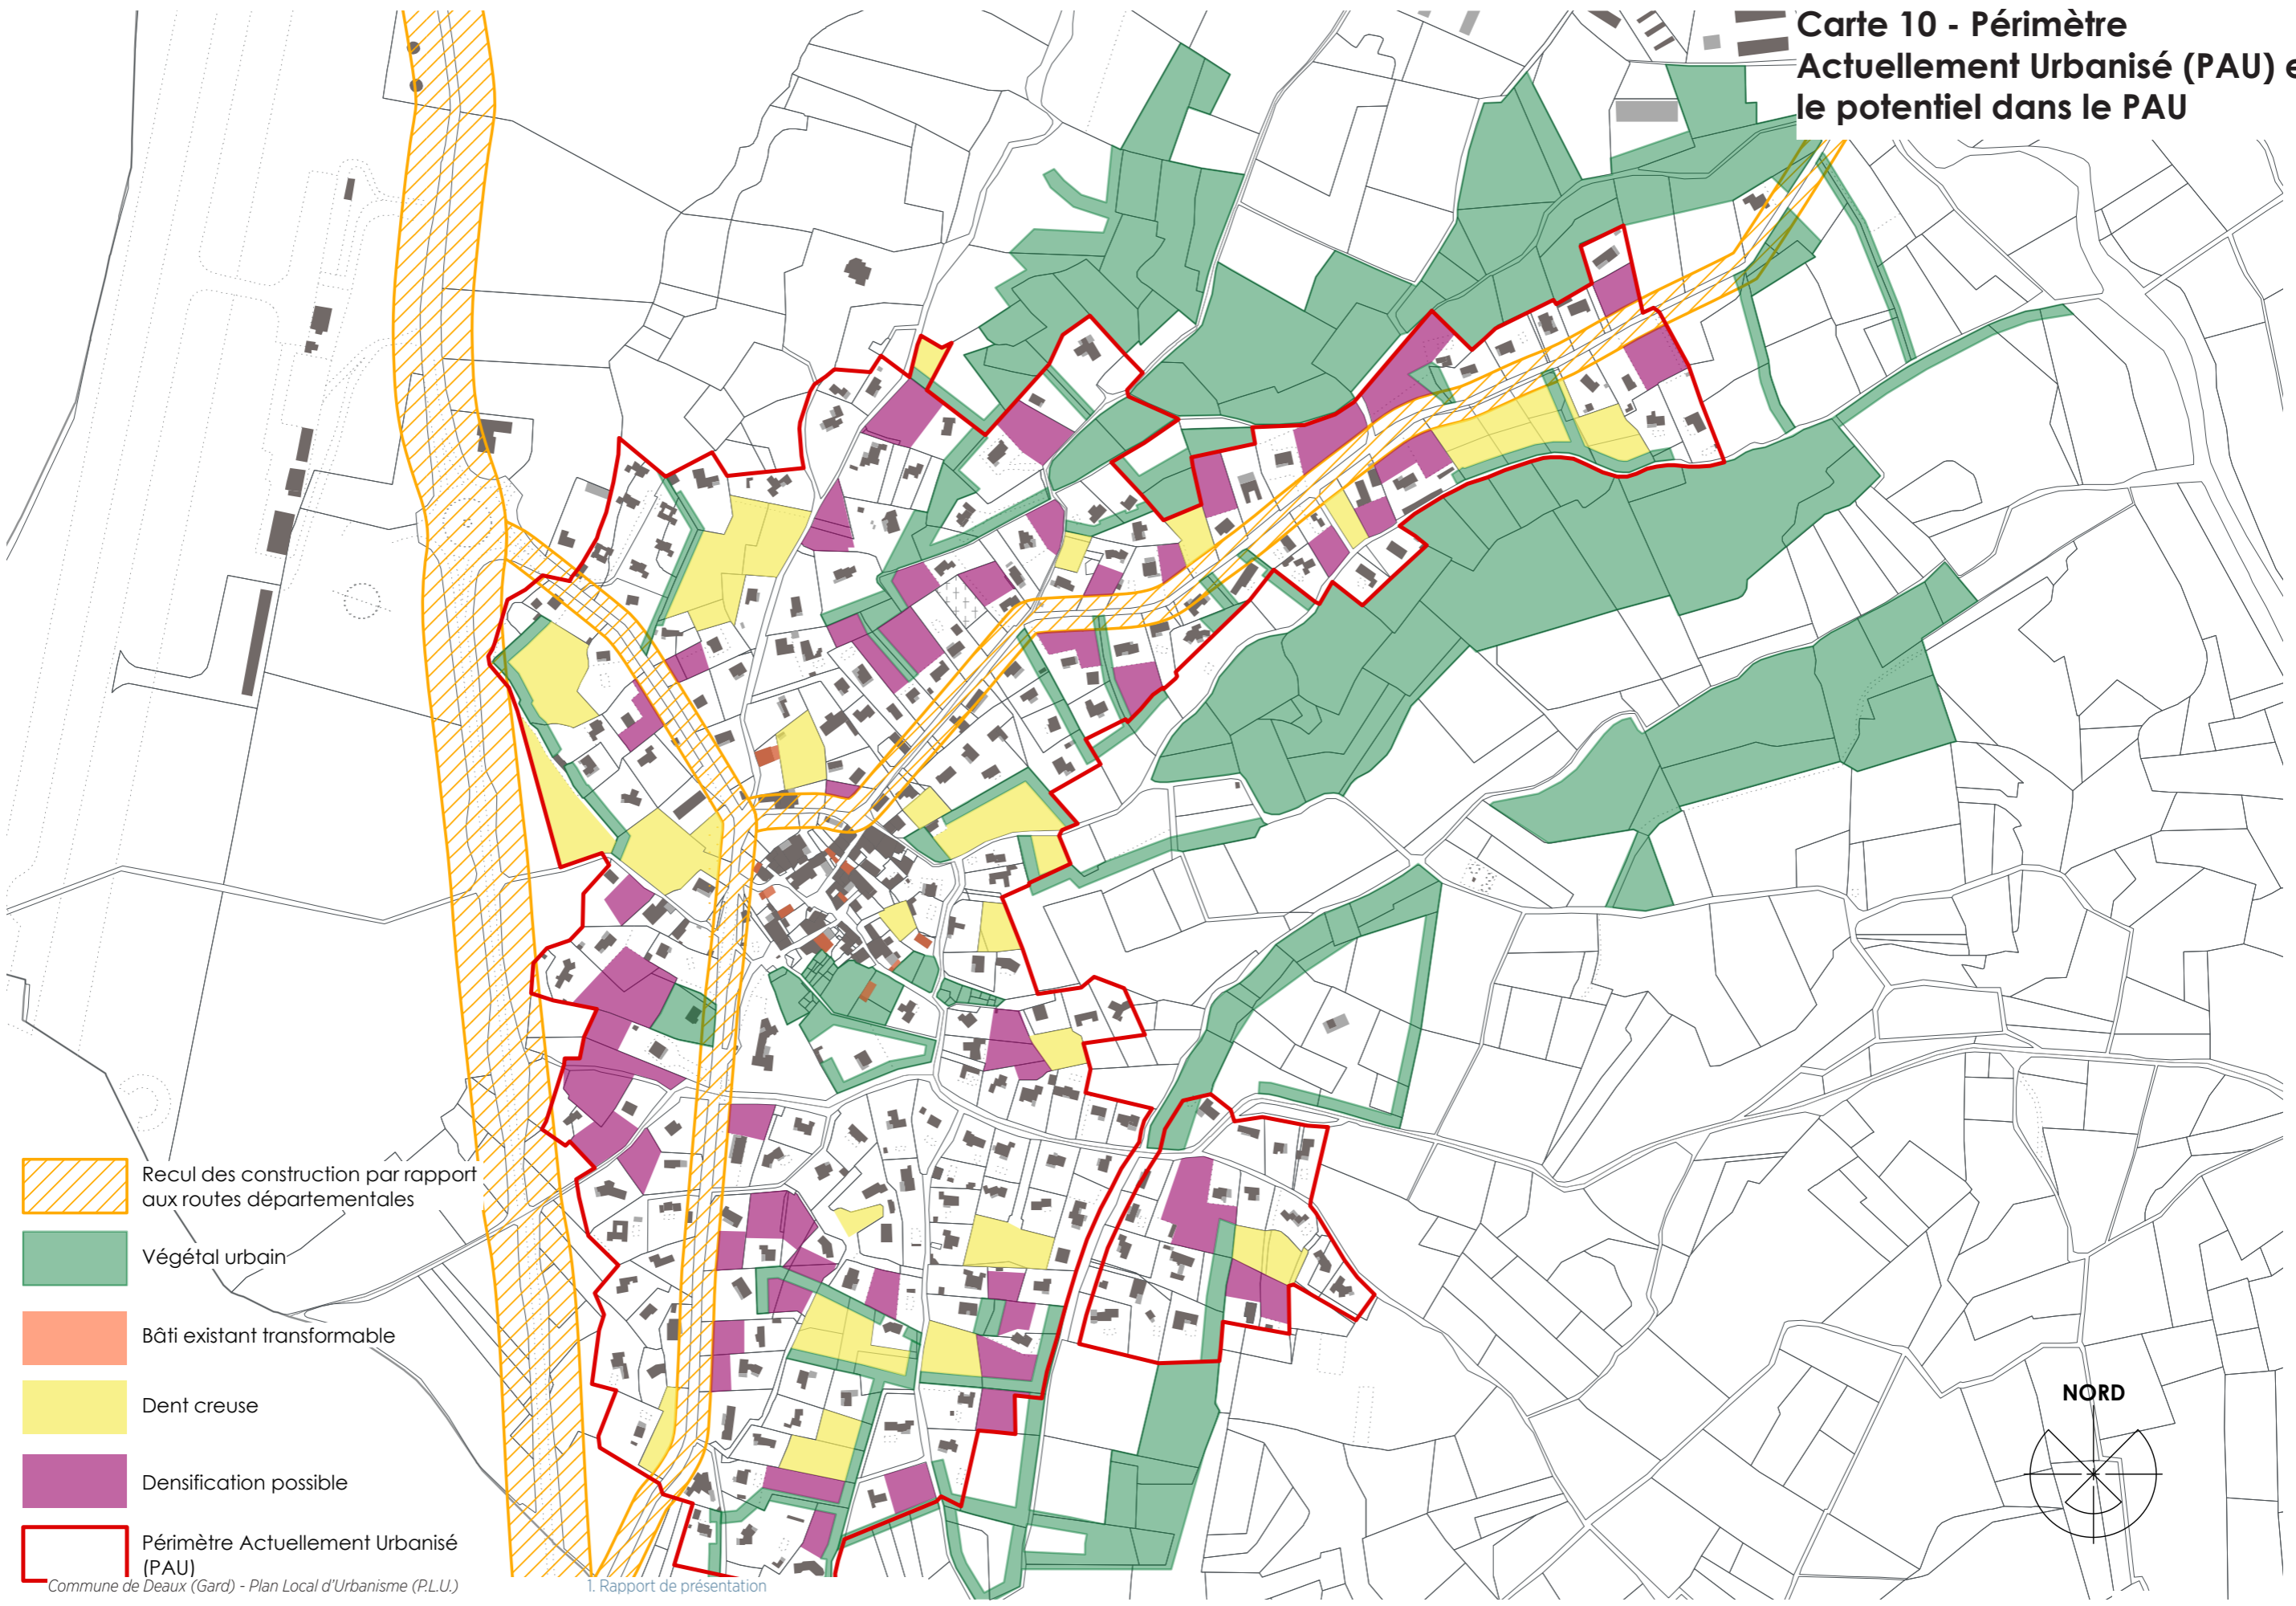 Carte 10 - Périmètre
Actuellement Urbanisé (PAU) e
le potentiel dans le PAU
Recul des construction par rapport
aux routes départementales
Végétal urbain
Bâti existant transformable
Dent creuse
Densification possible
Périmètre Actuellement Urbanisé
(PAU)
NORD
Commune de Deaux (Gard) - Plan Local d'Urbanisme (P.L.U.)
1. Rapport de présentation